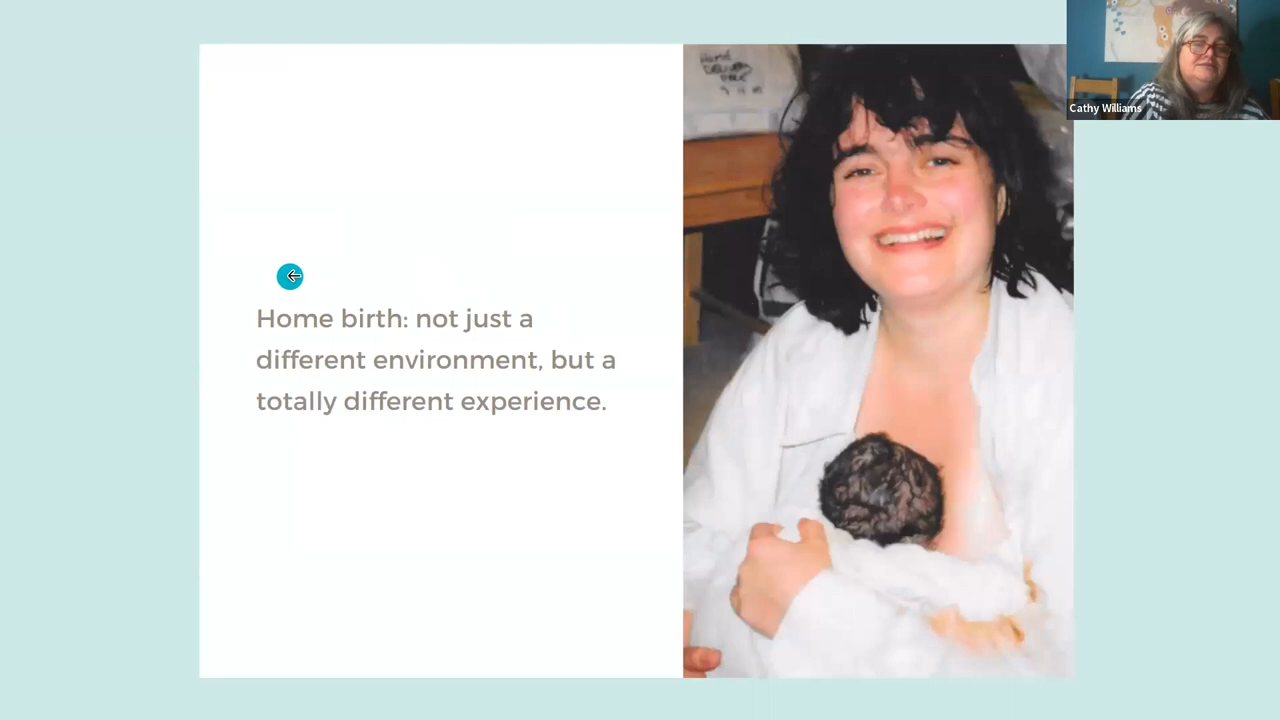 Home birth: not just a
different environment, but a
totally different experience.
Cathy Williams